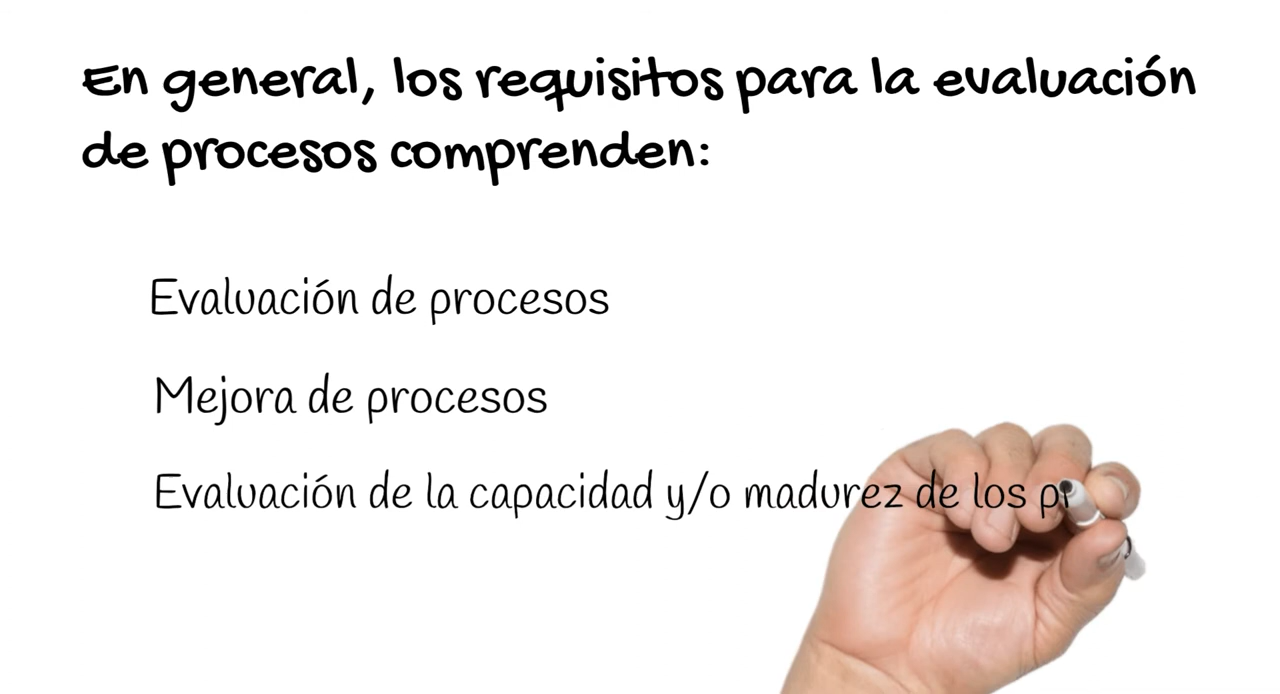 En general, los requisitos para la evaluación
de procesos comprenden:
Evaluación de procesos
Mejora de procesos
Evaluación de la capacidad y/o madurez de los